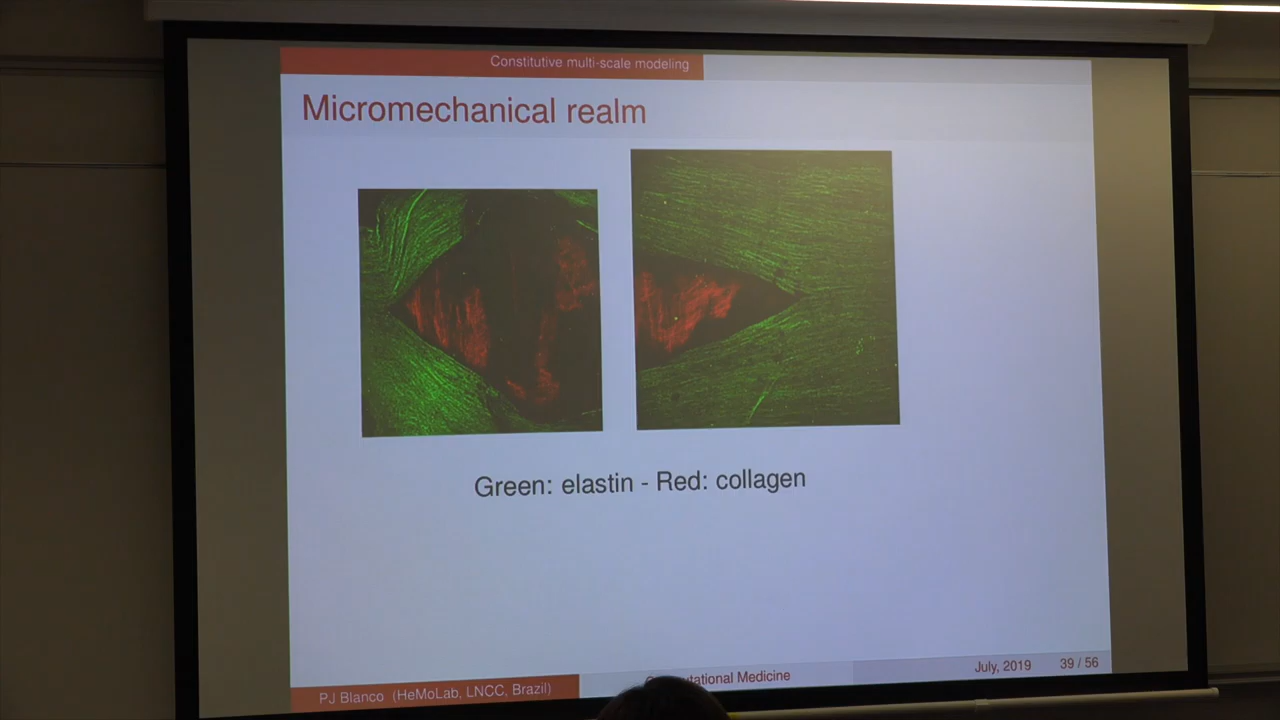 Constitutive multi-scale modeling
Micromechanical realm
Green: elastin - Red: collagen
PJ Blanco (HeMoLab, LNCC, Brazil)
Medicine
July, 2019
39 / 56